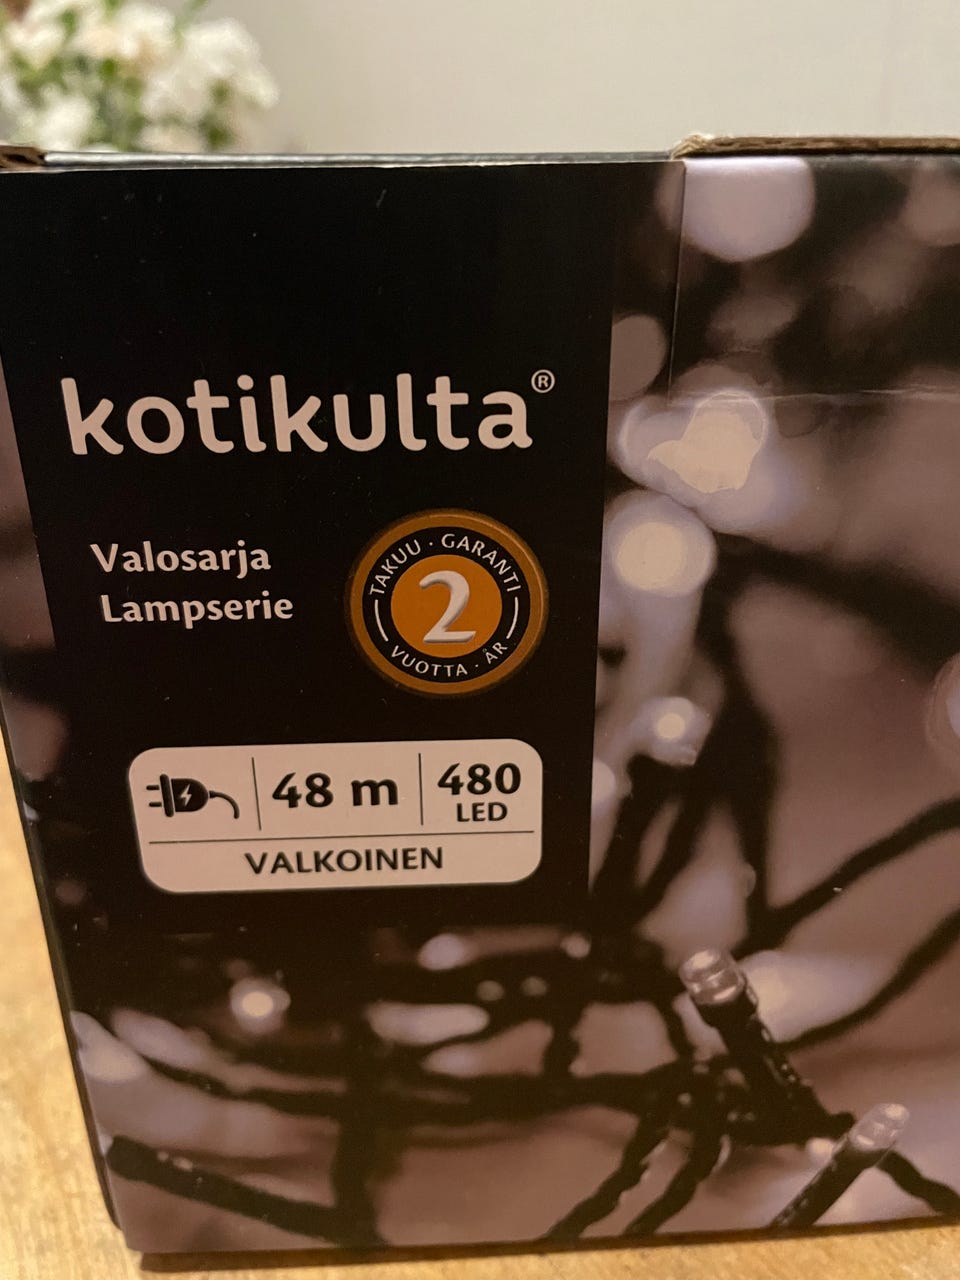 kotikulta®
Valosarja
Lampserie
TAKUU · GARANTI
2
VUOTTA · ÅR
48 m
480
LED
VALKOINEN